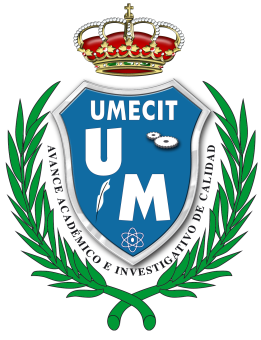 UMECIT
U
M
AVANCE ACADÉMICO E INVESTIGATIVO DE CALIDAD